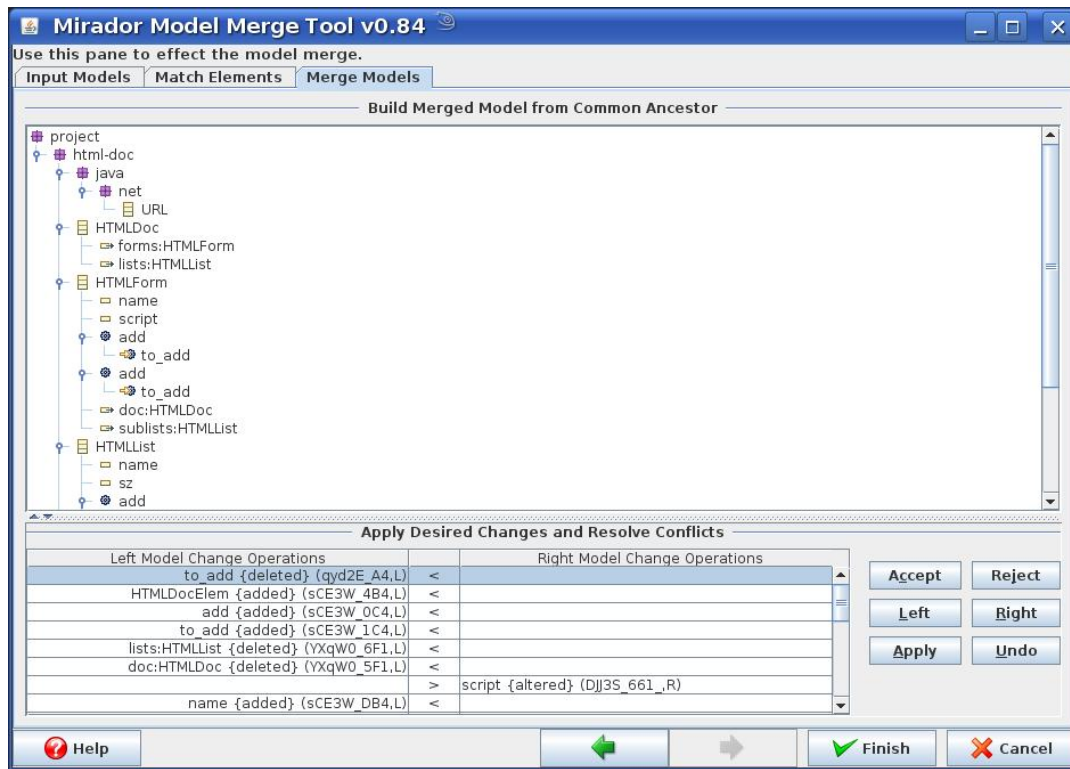 Mirador Model Merge Tool v0.84
Use this pane to effect the model merge.
Input Models Match Elements Merge Models
Build Merged Model from Common Ancestor
project
html-doc
java
net
URL
HTMLDoc
forms:HTMLForm
lists:HTMLList
HTMLForm
name
script
add
to_add
add
to_add
doc:HTMLDoc
sublists:HTMLList
HTMLList
name
sz
add
Apply Desired Changes and Resolve Conflicts
Left Model Change Operations Right Model Change Operations
to_add {deleted} (qyd2E_A4,L) <
HTMLDocElem {added} (sCE3W_4B4,L) <
add {added} (sCE3W_0C4,L) <
to_add {added} (sCE3W_1C4,L) <
lists:HTMLList {deleted} (YXqW0_6F1,L) <
doc:HTMLDoc {deleted} (YXqW0_5F1,L) <
> script {altered} (DJJ3S_661_,R)
name {added} (sCE3W_DB4,L) <
Accept Reject
Left Right
Apply Undo
Help Finish Cancel